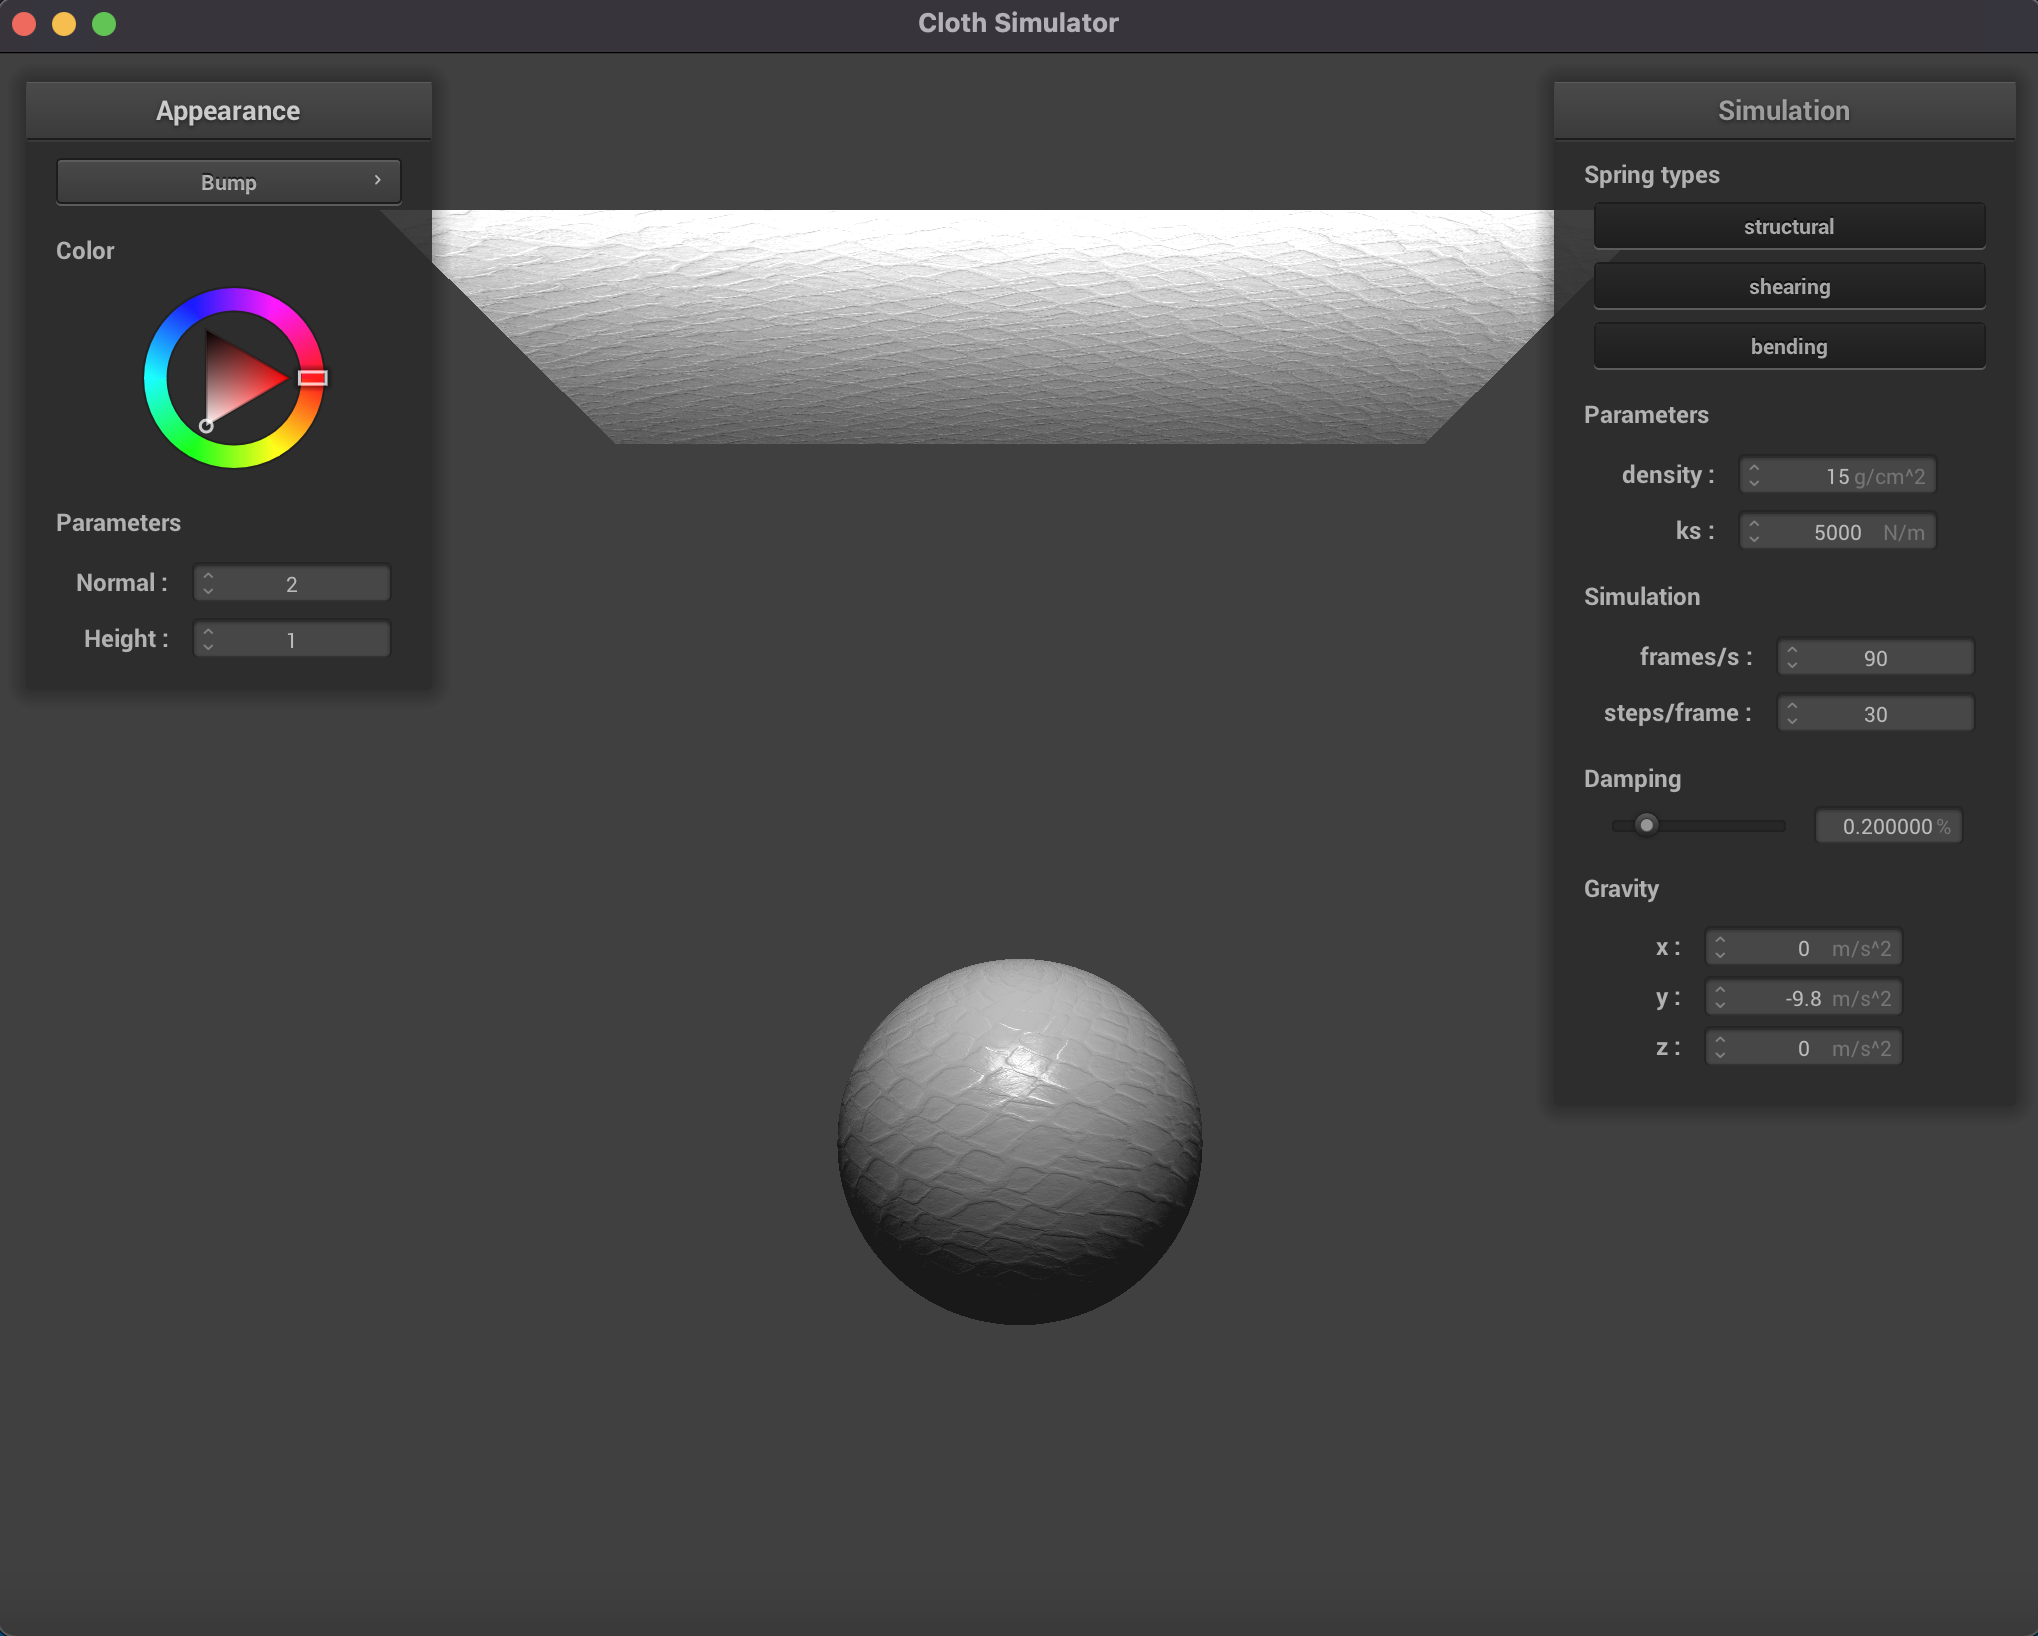 Cloth Simulator
Appearance
Bump
Color
Parameters
Normal : 2
Height : 1
Simulation
Spring types
structural
shearing
bending
Parameters
density : 15 g/cm^2
ks : 5000 N/m
Simulation
frames/s : 90
steps/frame : 30
Damping
0.200000 %
Gravity
x : 0 m/s^2
y : -9.8 m/s^2
z : 0 m/s^2